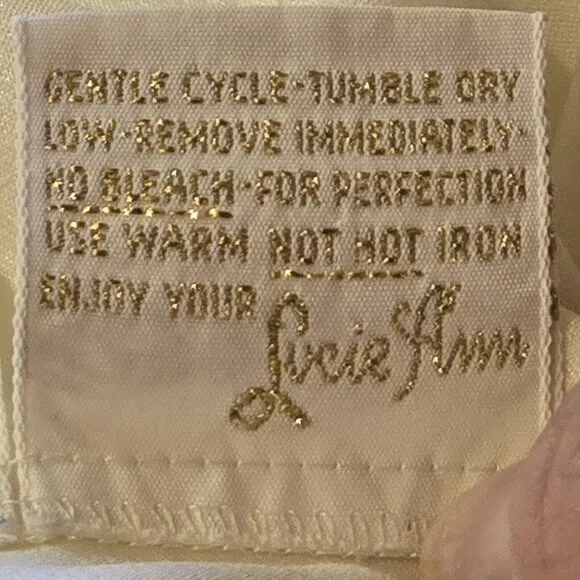 GENTLE CYCLE·TUMBLE DRY
LOW·REMOVE IMMEDIATELY·
NO BLEACH·FOR PERFECTION
USE WARM NOT HOT IRON
ENJOY YOUR
Lucie Ann